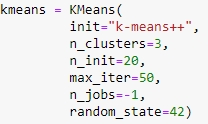 kmeans = KMeans(
init="k-means++",
n_clusters=3,
n_init=20,
max_iter=50,
n_jobs=-1,
random_state=42)